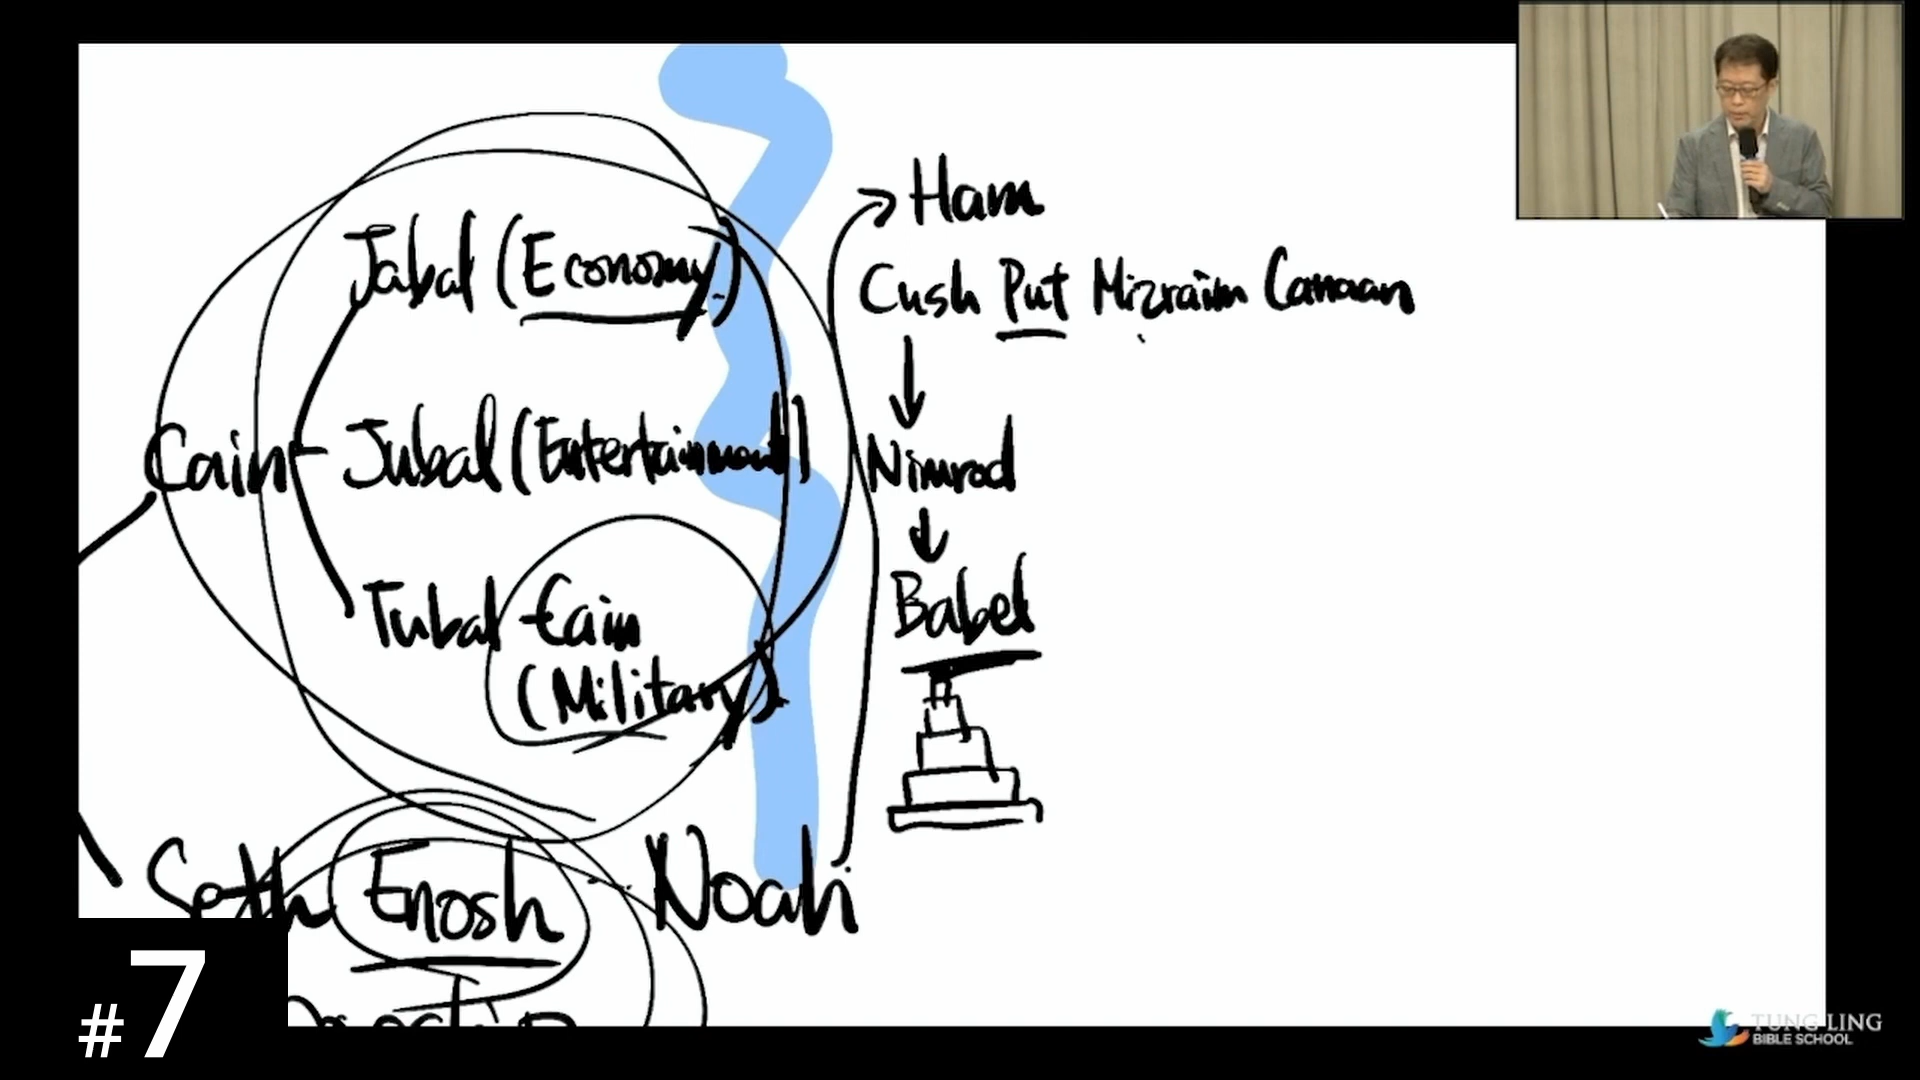 Ham
Jabal (Economy)
Cush Put Mizraim Canaan
Cain
Jubal (Entertainment)
Nimrod
Tubal Cain
(Military)
Babel
Seth Enosh Noah
#7
TUNG LING
BIBLE SCHOOL